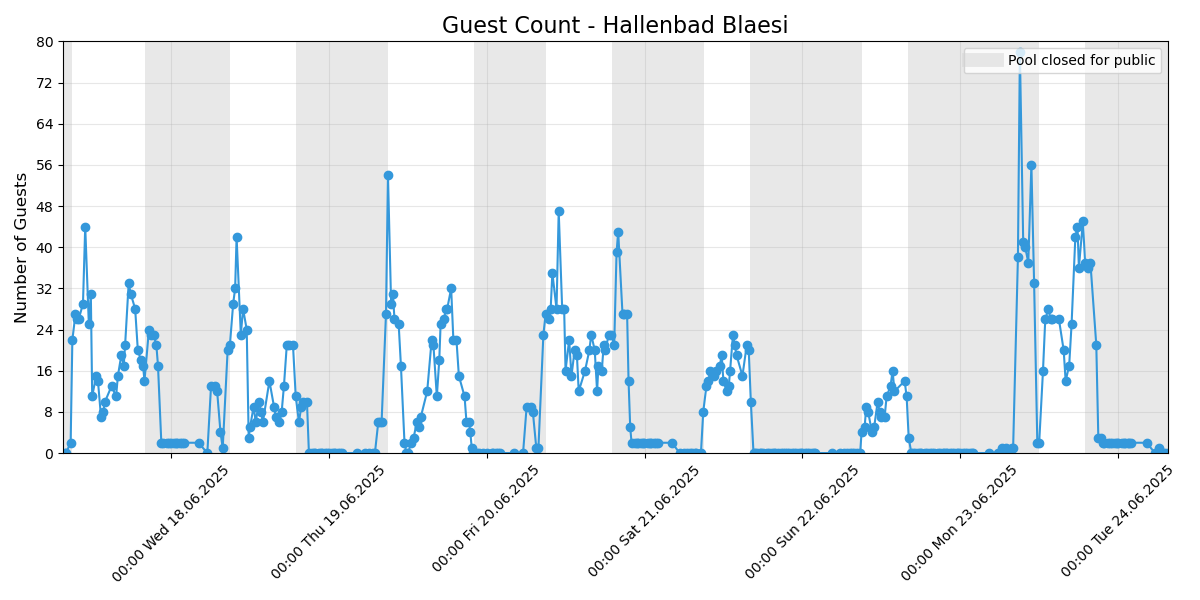 Guest Count - Hallenbad Blaesi
Pool closed for public
Number of Guests
80
72
64
56
48
40
32
24
16
8
0
00:00 Wed 18.06.2025
00:00 Thu 19.06.2025
00:00 Fri 20.06.2025
00:00 Sat 21.06.2025
00:00 Sun 22.06.2025
00:00 Mon 23.06.2025
00:00 Tue 24.06.2025